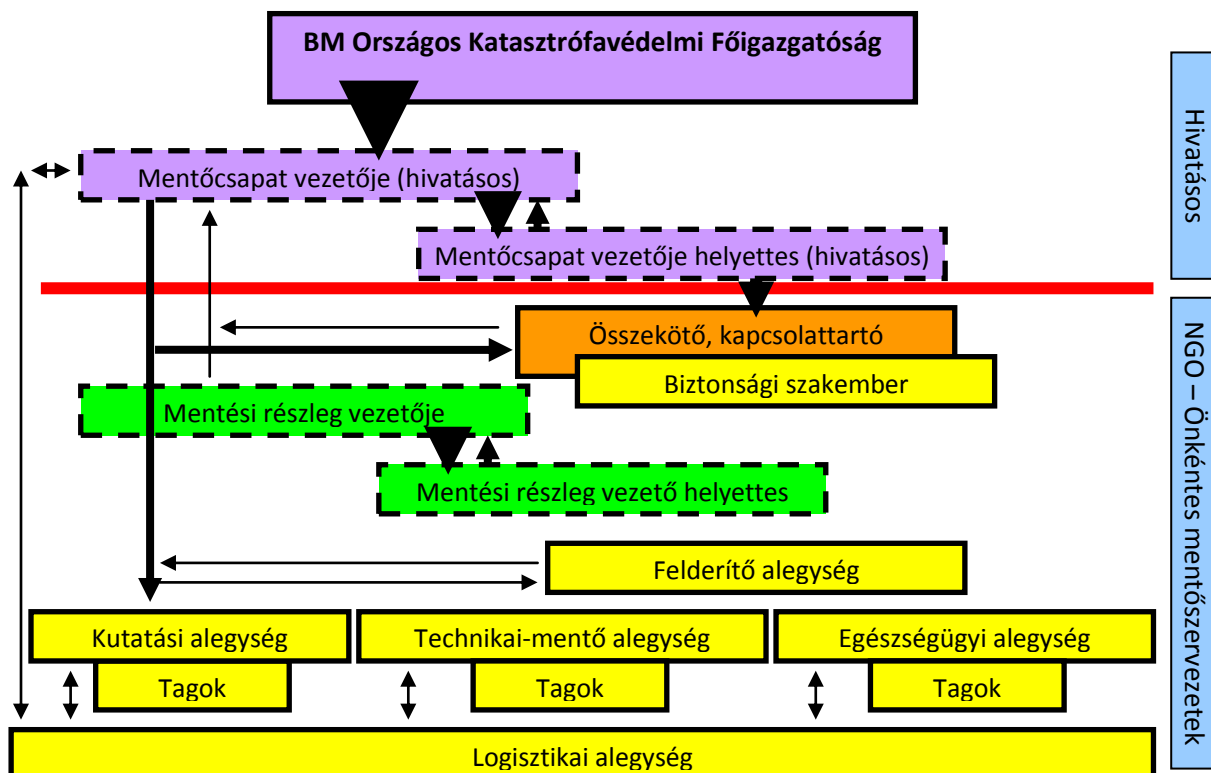 BM Országos Katasztrófavédelmi Főigazgatóság
Mentőcsapat vezetője (hivatásos)
Mentőcsapat vezetője helyettes (hivatásos)
Hivatásos
Összekötő, kapcsolattartó
Biztonsági szakember
Mentési részleg vezetője
Mentési részleg vezető helyettes
Felderítő alegység
Kutatási alegység
Technikai-mentő alegység
Egészségügyi alegység
Tagok
Tagok
Tagok
Logisztikai alegység
NGO – Önkéntes mentőszervezetek